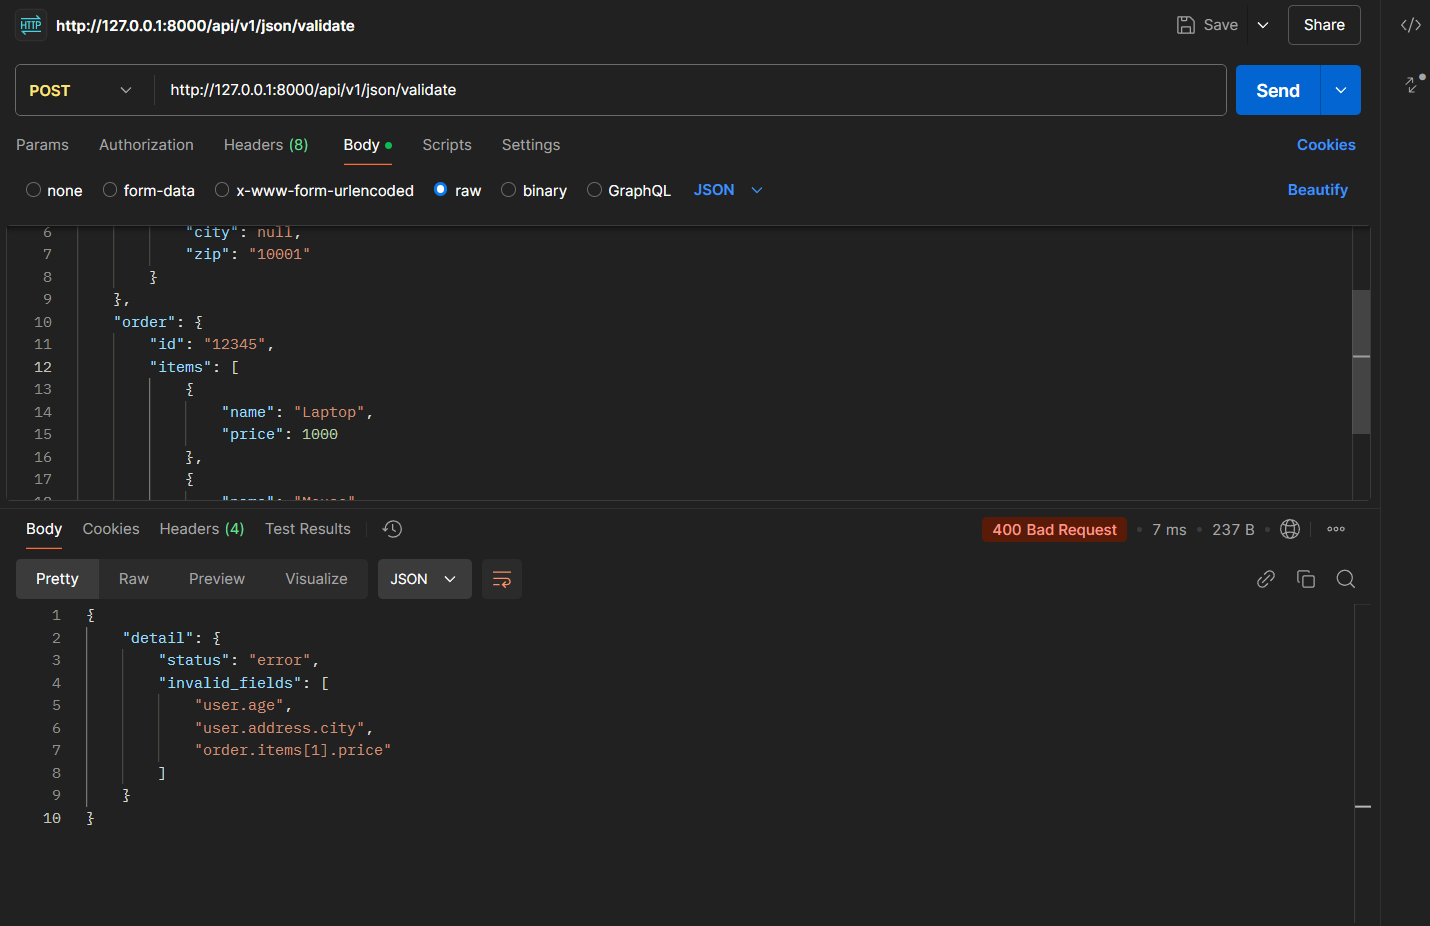 HTTP http://127.0.0.1:8000/api/v1/json/validate Save Share
POST http://127.0.0.1:8000/api/v1/json/validate Send
Params Authorization Headers (8) Body Scripts Settings Cookies
none form-data x-www-form-urlencoded raw binary GraphQL JSON Beautify
6 "city": null,
7 "zip": "10001"
8 }
9 },
10 "order": {
11 "id": "12345",
12 "items": [
13 {
14 "name": "Laptop",
15 "price": 1000
16 },
17 {
18 "name": "Mouse",
Body Cookies Headers (4) Test Results 400 Bad Request • 7 ms • 237 B •
Pretty Raw Preview Visualize JSON
1 {
2 "detail": {
3 "status": "error",
4 "invalid_fields": [
5 "user.age",
6 "user.address.city",
7 "order.items[1].price"
8 ]
9 }
10 }